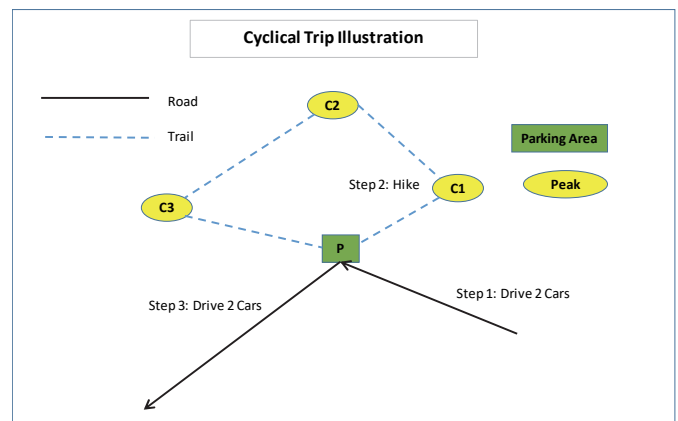 Cyclical Trip Illustration
Road
Trail
C2
Parking Area
Step 2: Hike
C1
Peak
C3
P
Step 3: Drive 2 Cars
Step 1: Drive 2 Cars